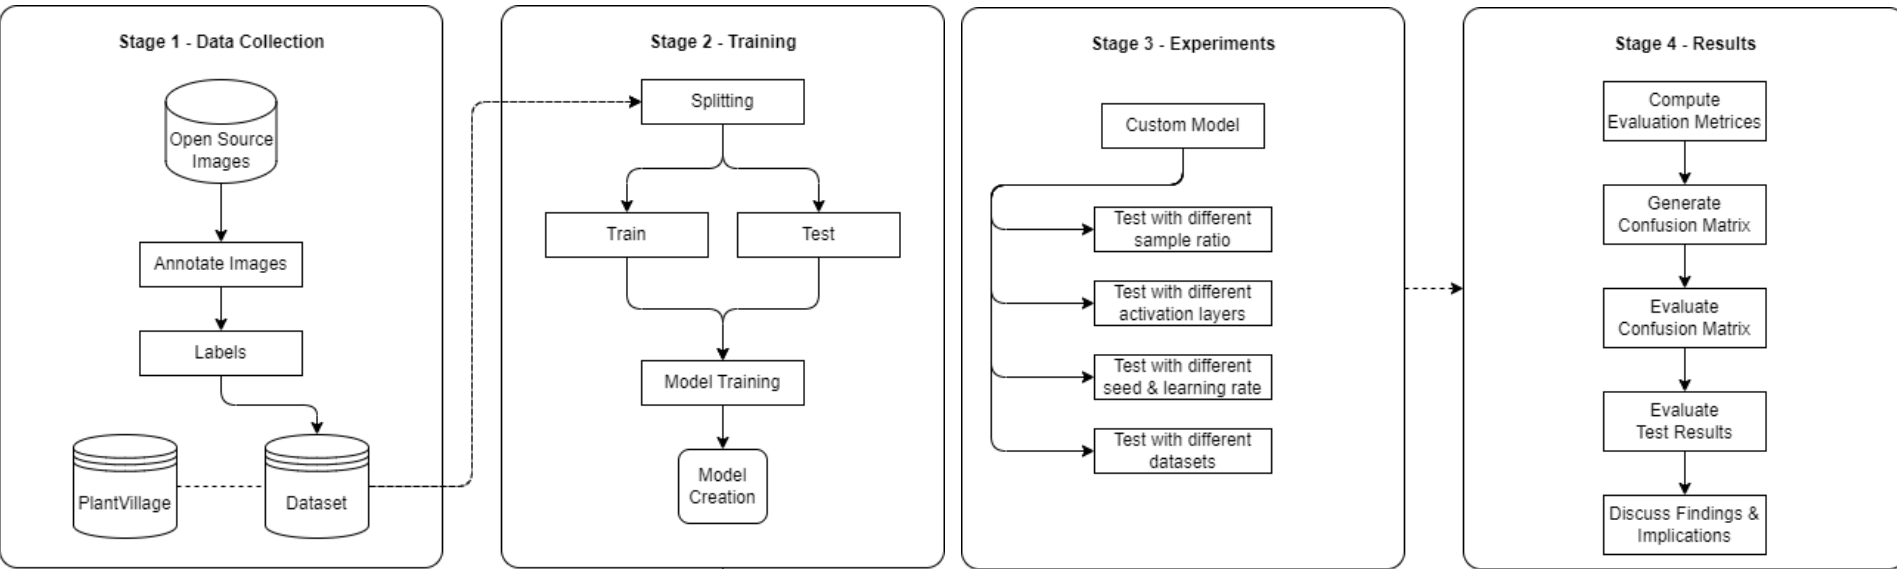 Stage 1 - Data Collection
Open Source
Images
Annotate Images
Labels
PlantVillage
Dataset
Stage 2 - Training
Splitting
Train
Test
Model Training
Model
Creation
Stage 3 - Experiments
Custom Model
Test with different
sample ratio
Test with different
activation layers
Test with different
seed & learning rate
Test with different
datasets
Stage 4 - Results
Compute
Evaluation Metrices
Generate
Confusion Matrix
Evaluate
Confusion Matrix
Evaluate
Test Results
Discuss Findings &
Implications